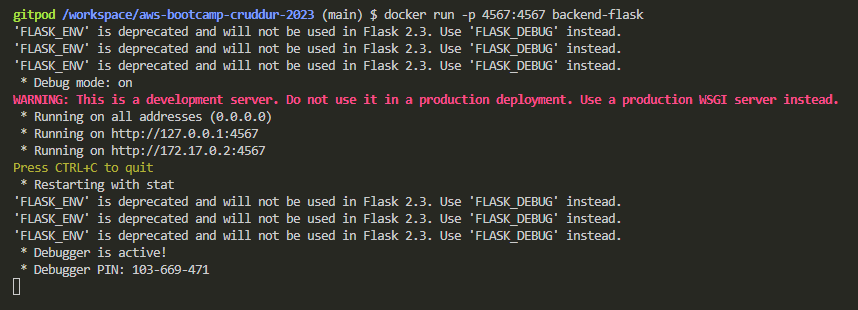 gitpod /workspace/aws-bootcamp-cruddur-2023 (main) $ docker run -p 4567:4567 backend-flask
'FLASK_ENV' is deprecated and will not be used in Flask 2.3. Use 'FLASK_DEBUG' instead.
'FLASK_ENV' is deprecated and will not be used in Flask 2.3. Use 'FLASK_DEBUG' instead.
'FLASK_ENV' is deprecated and will not be used in Flask 2.3. Use 'FLASK_DEBUG' instead.
 * Debug mode: on
WARNING: This is a development server. Do not use it in a production deployment. Use a production WSGI server instead.
 * Running on all addresses (0.0.0.0)
 * Running on http://127.0.0.1:4567
 * Running on http://172.17.0.2:4567
Press CTRL+C to quit
 * Restarting with stat
'FLASK_ENV' is deprecated and will not be used in Flask 2.3. Use 'FLASK_DEBUG' instead.
'FLASK_ENV' is deprecated and will not be used in Flask 2.3. Use 'FLASK_DEBUG' instead.
'FLASK_ENV' is deprecated and will not be used in Flask 2.3. Use 'FLASK_DEBUG' instead.
 * Debugger is active!
 * Debugger PIN: 103-669-471